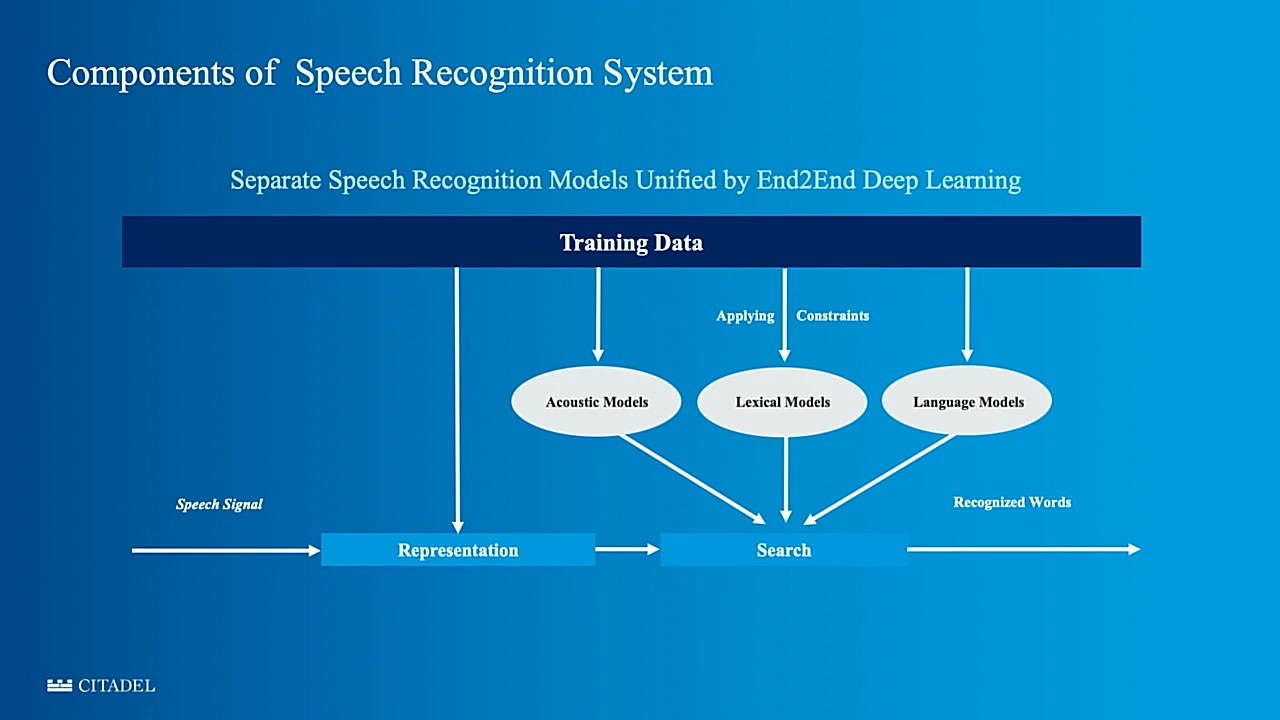 Components of Speech Recognition System
Separate Speech Recognition Models Unified by End2End Deep Learning
Training Data
Applying Constraints
Acoustic Models
Lexical Models
Language Models
Speech Signal
Recognized Words
Representation
Search
CITADEL